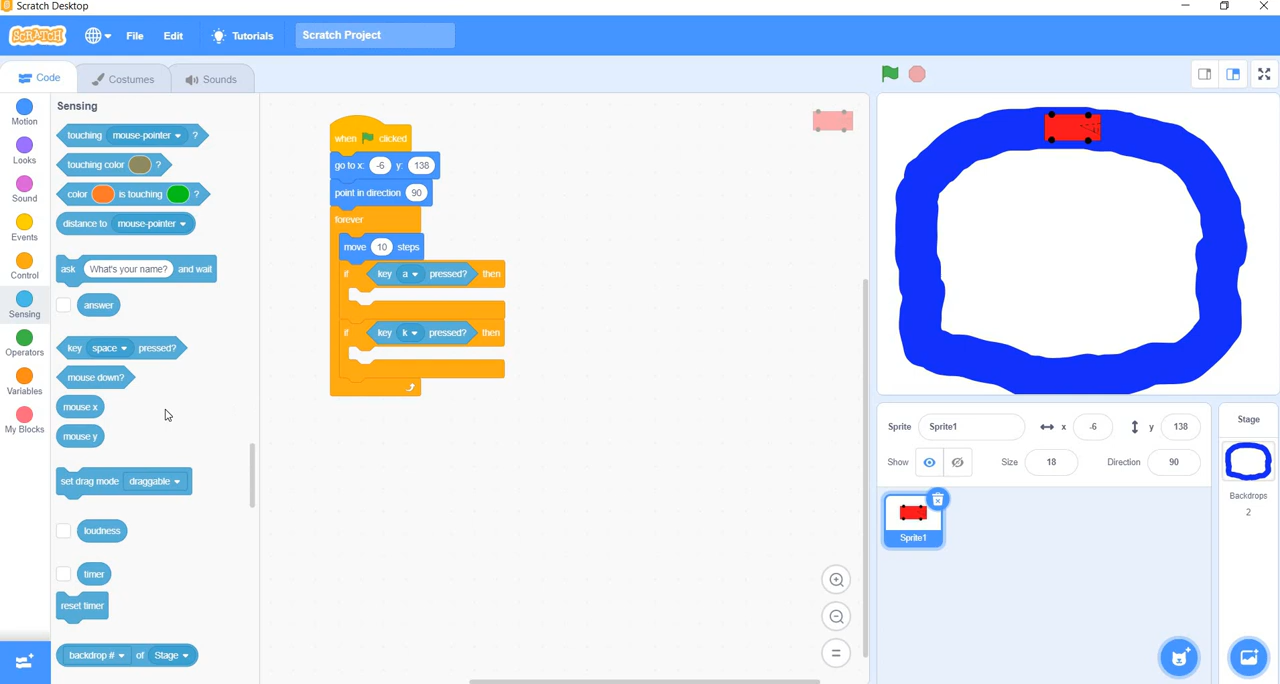 Scratch Desktop
SCRATCH File Edit Tutorials Scratch Project
Code Costumes Sounds
Motion
Looks
Sound
Events
Control
Sensing
Operators
Variables
My Blocks
Sensing
touching mouse-pointer ?
touching color ?
color is touching ?
distance to mouse-pointer
ask What's your name? and wait
answer
key space pressed?
mouse down?
mouse x
mouse y
set drag mode draggable
loudness
timer
reset timer
backdrop # of Stage
when clicked
go to x: -6 y: 138
point in direction 90
forever
move 10 steps
if key a pressed? then
if key k pressed? then
Sprite Sprite1 x -6 y 138
Show Size 18 Direction 90
Sprite1
Stage
Backdrops
2